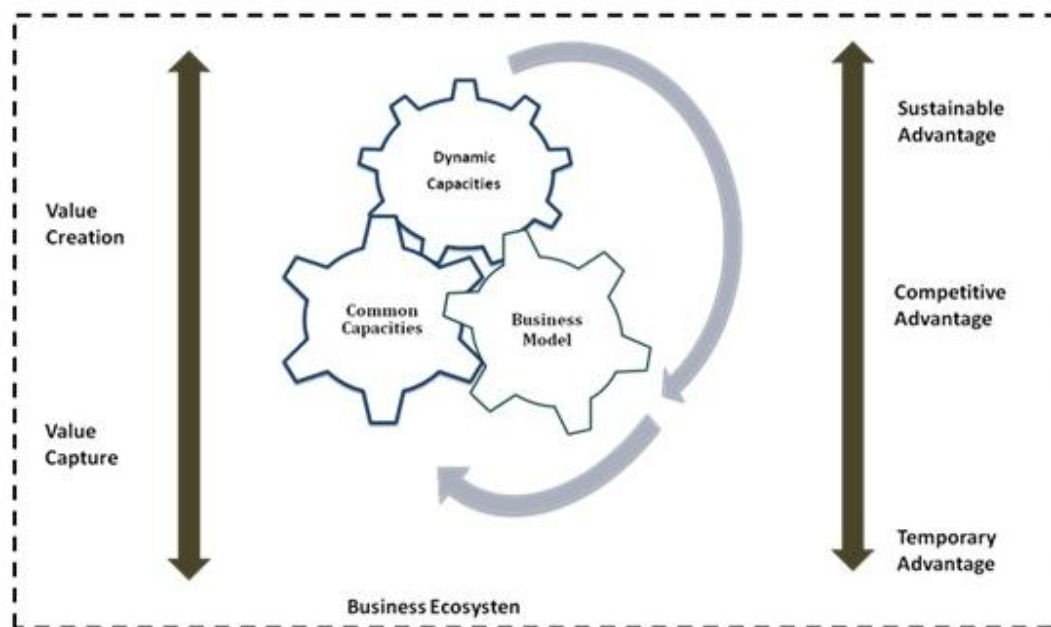 Dynamic
Capacities
Value
Creation
Common
Capacities
Business
Model
Value
Capture
Sustainable
Advantage
Competitive
Advantage
Temporary
Advantage
Business Ecosysten